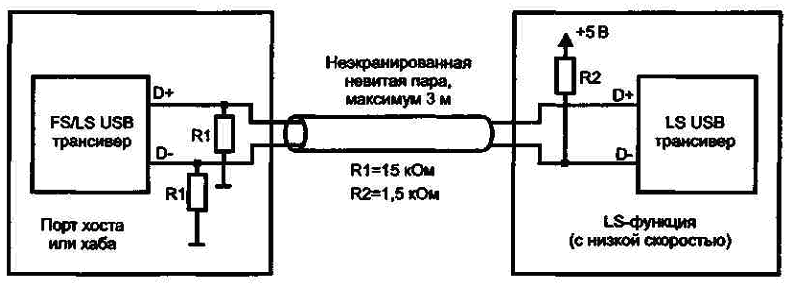 +5 В
Неэкранированная
невитая пара,
максимум 3 м
R2
D+
D+
FS/LS USB
трансивер
R1
LS USB
трансивер
D-
D-
R1
R1=15 кОм
R2=1,5 кОм
Порт хоста
или хаба
LS-функция
(с низкой скоростью)